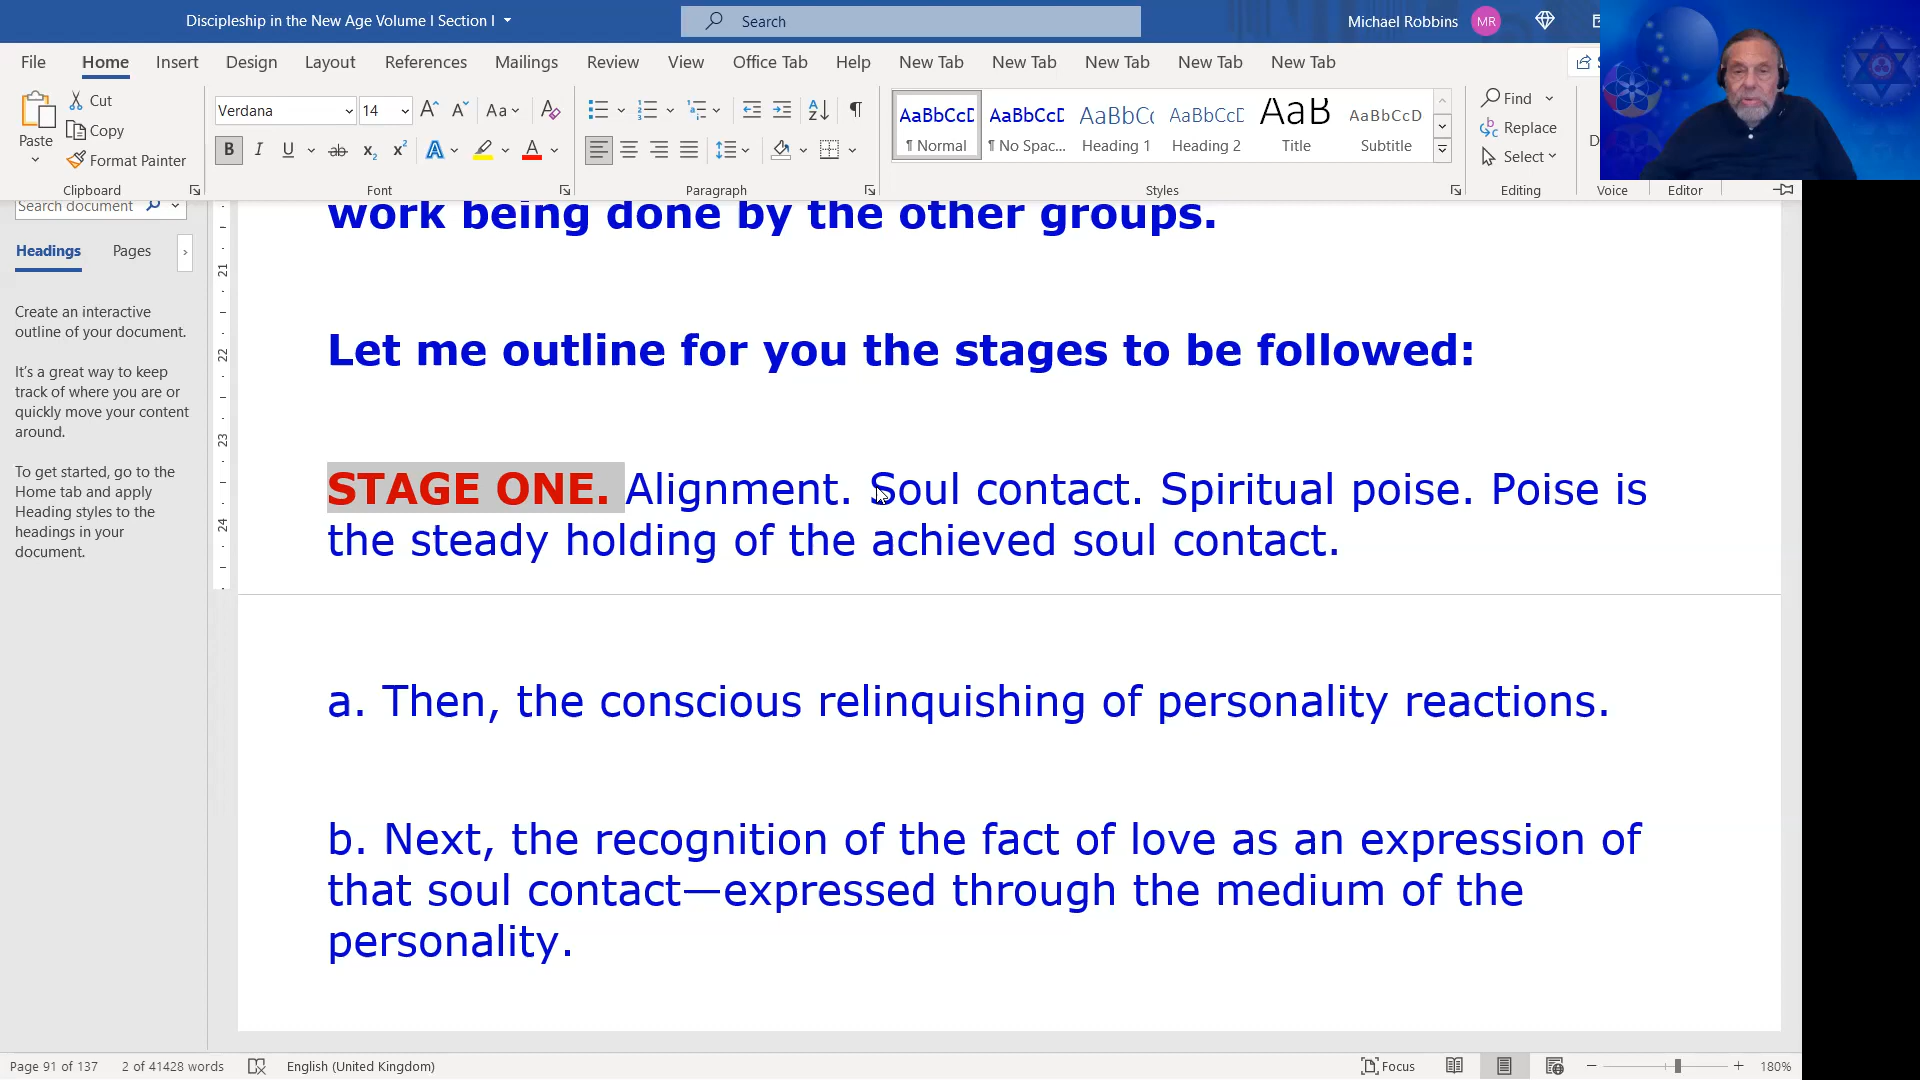 Discipleship in the New Age Volume I Section I
Search
Michael Robbins
MR
File Home Insert Design Layout References Mailings Review View Office Tab Help New Tab New Tab New Tab New Tab New Tab
Paste
Cut
Copy
Format Painter
Clipboard
Verdana 14
Font
Paragraph
AaBbCcD AaBbCcD AaBbCc AaBbCcD AaB AaBbCcD
¶ Normal ¶ No Spac... Heading 1 Heading 2 Title Subtitle
Styles
Find
Replace
Select
Editing
Voice
Editor
Search document
Headings Pages
Create an interactive
outline of your document.
It's a great way to keep
track of where you are or
quickly move your content
around.
To get started, go to the
Home tab and apply
Heading styles to the
headings in your
document.
21
22
23
24
work being done by the other groups.
Let me outline for you the stages to be followed:
STAGE ONE. Alignment. Soul contact. Spiritual poise. Poise is
the steady holding of the achieved soul contact.
a. Then, the conscious relinquishing of personality reactions.
b. Next, the recognition of the fact of love as an expression of
that soul contact—expressed through the medium of the
personality.
Page 91 of 137 2 of 41428 words English (United Kingdom) Focus 180%